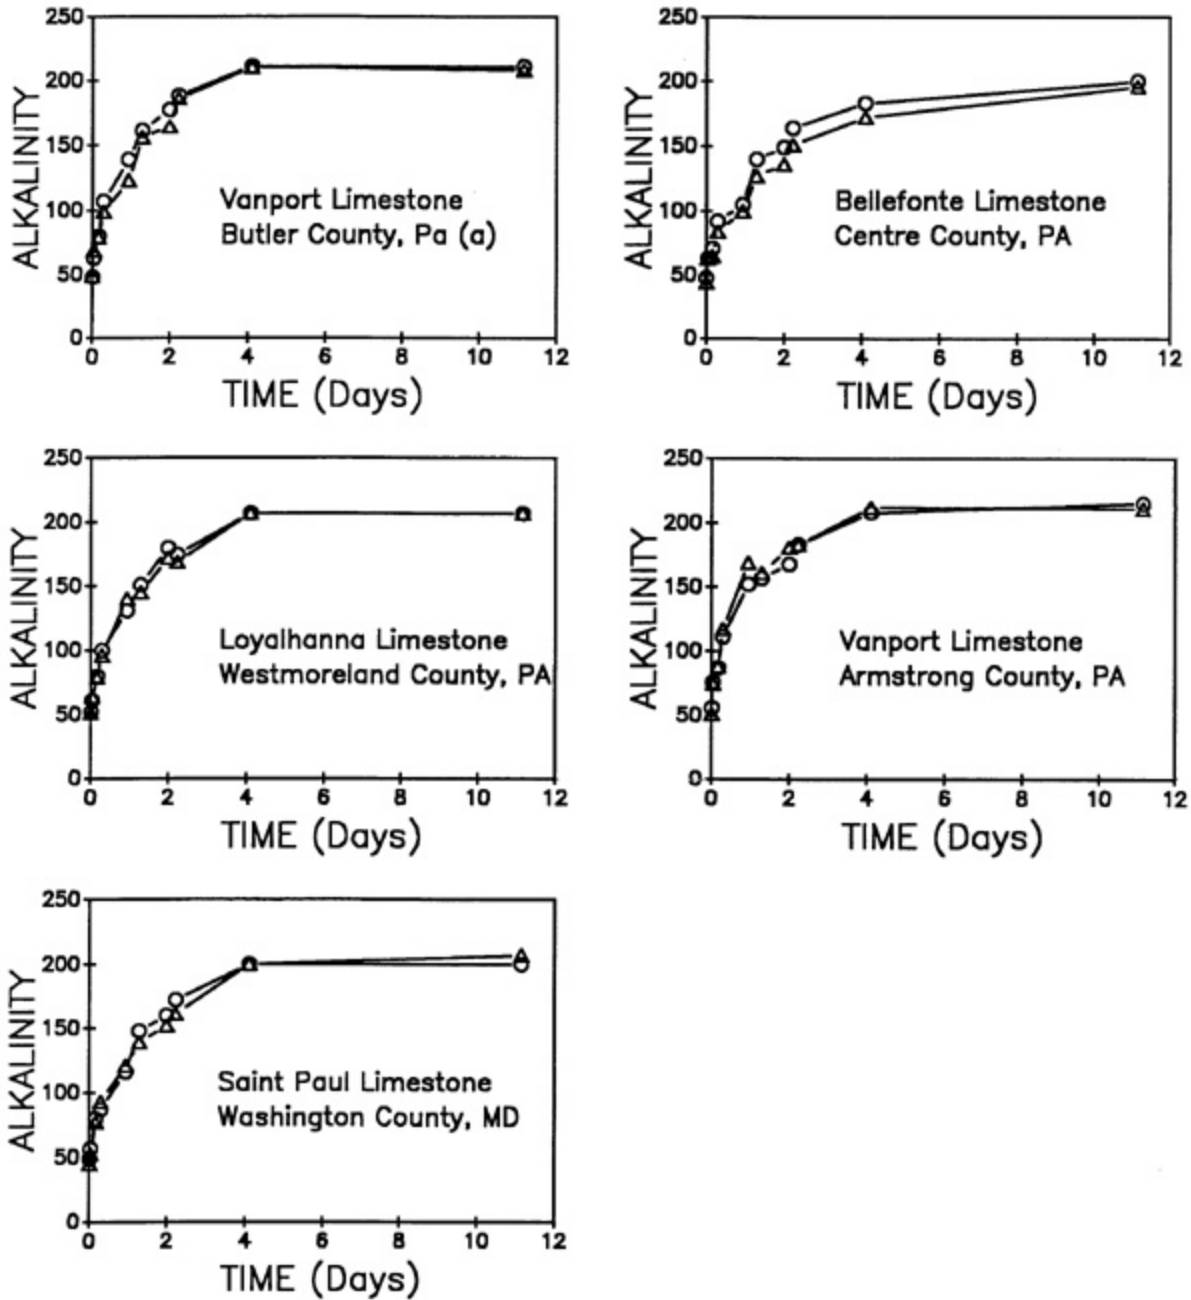 250
200
150
100
50
0
ALKALINITY
Vanport Limestone
Butler County, Pa (a)
0 2 4 6 8 10 12
TIME (Days)
250
200
150
100
50
0
ALKALINITY
Bellefonte Limestone
Centre County, PA
0 2 4 6 8 10 12
TIME (Days)
250
200
150
100
50
0
ALKALINITY
Loyalhanna Limestone
Westmoreland County, PA
0 2 4 6 8 10 12
TIME (Days)
250
200
150
100
50
0
ALKALINITY
Vanport Limestone
Armstrong County, PA
0 2 4 6 8 10 12
TIME (Days)
250
200
150
100
50
0
ALKALINITY
Saint Paul Limestone
Washington County, MD
0 2 4 6 8 10 12
TIME (Days)